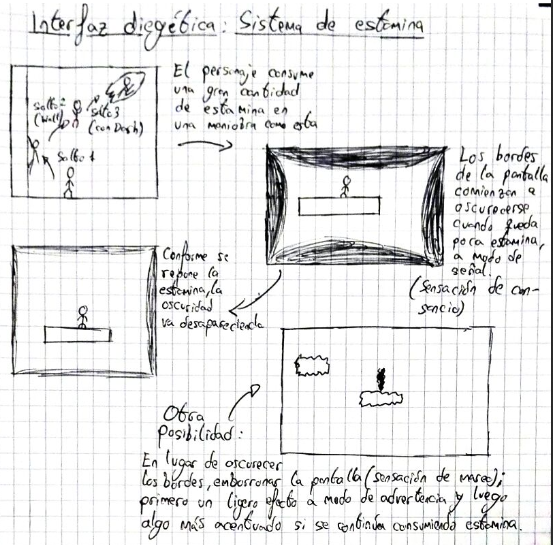 Interfaz diegética: Sistema de estamina
El personaje consume
una gran cantidad
de estamina en
una maniobra como esta
Salto 2
(Wall)
Salto 3
(con Dash)
Salto 1
Los bordes
de la pantalla
comienzan a
oscurecerse
cuando queda
poca estamina,
a modo de
señal.
(sensación de can-
sancio)
Conforme se
repone la
estamina, la
oscuridad
va desapareciendo
Otra
posibilidad:
En lugar de oscurecer
los bordes, emborronar la pantalla (sensación de mareo);
primero un ligero efecto a modo de advertencia y luego
algo más acentuado si se continúa consumiendo estamina.